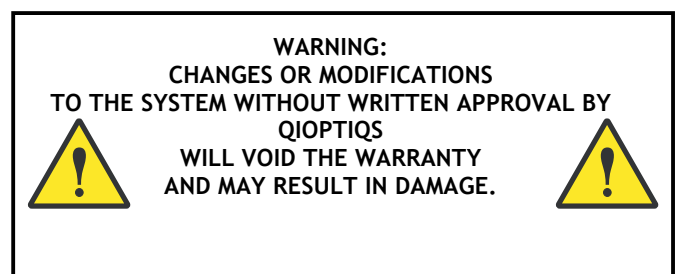 WARNING:
CHANGES OR MODIFICATIONS
TO THE SYSTEM WITHOUT WRITTEN APPROVAL BY
QIOPTIQS
WILL VOID THE WARRANTY
AND MAY RESULT IN DAMAGE.